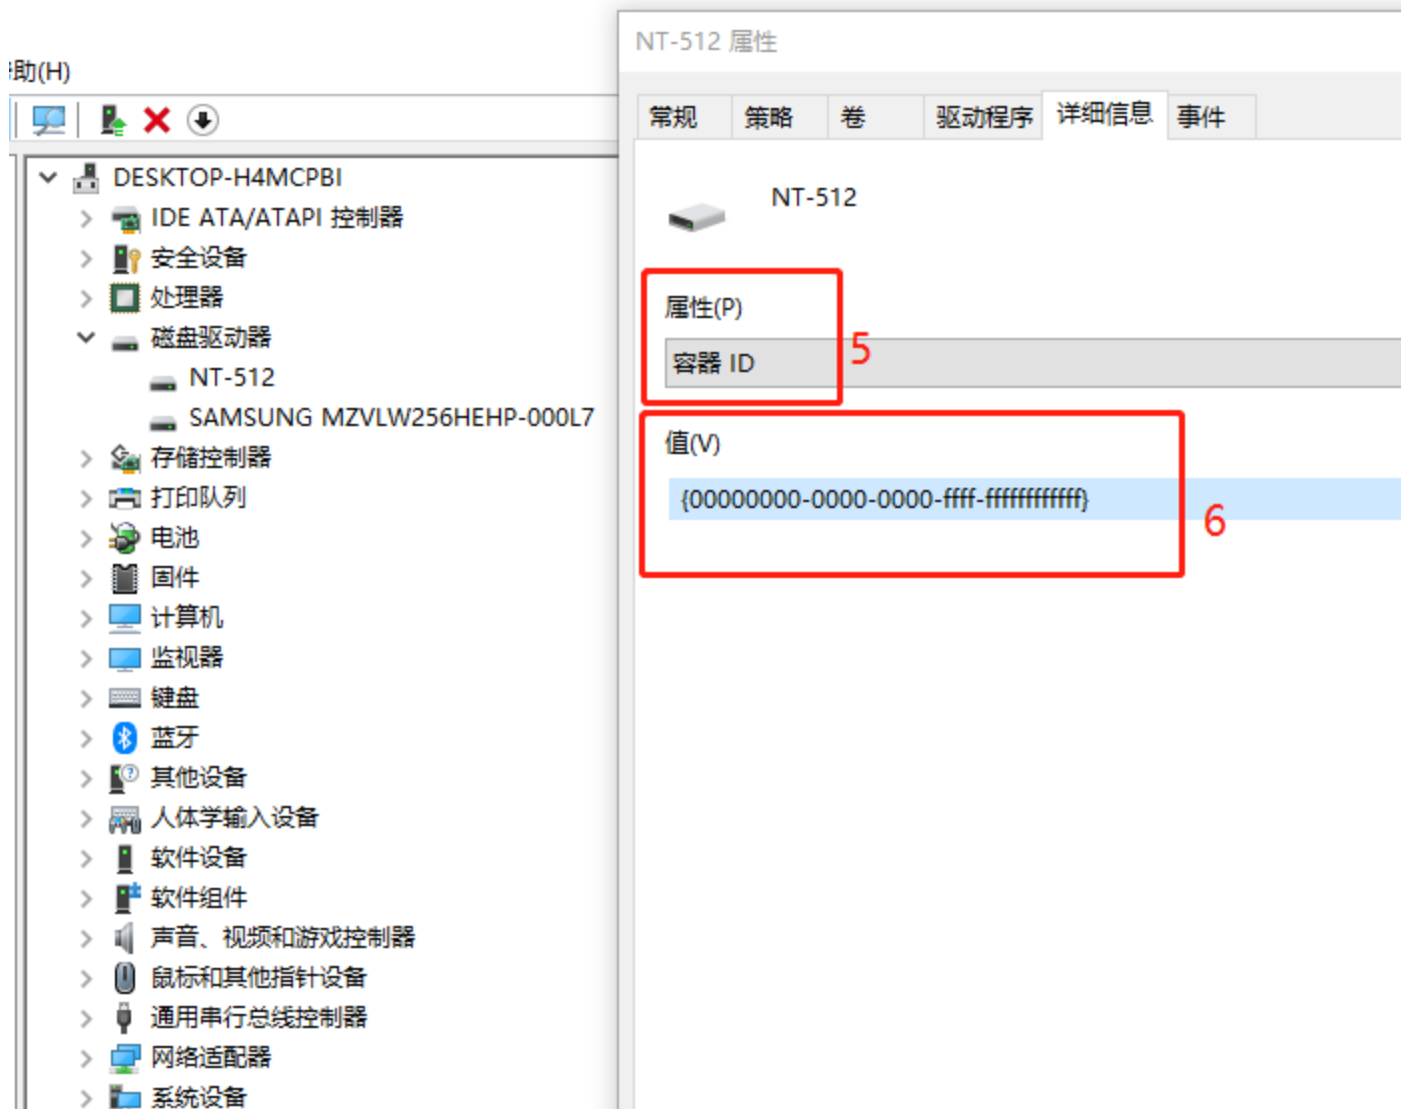 助(H)
DESKTOP-H4MCPBI
IDE ATA/ATAPI 控制器
安全设备
处理器
磁盘驱动器
NT-512
SAMSUNG MZVLW256HEHP-000L7
存储控制器
打印队列
电池
固件
计算机
监视器
键盘
蓝牙
其他设备
人体学输入设备
软件设备
软件组件
声音、视频和游戏控制器
鼠标和其他指针设备
通用串行总线控制器
网络适配器
系统设备
NT-512 属性
常规 策略 卷 驱动程序 详细信息 事件
NT-512
属性(P)
容器 ID
5
值(V)
{00000000-0000-0000-ffff-ffffffffffff}
6